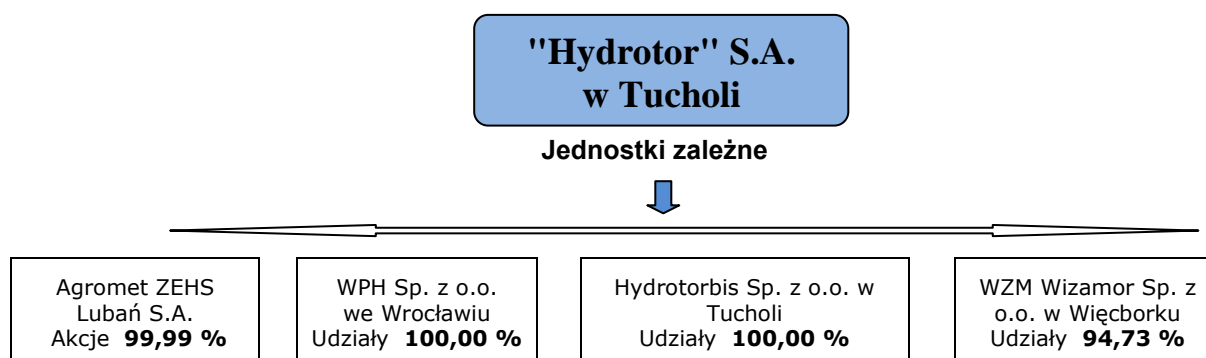 "Hydrotor" S.A.
w Tucholi
Jednostki zależne
Agromet ZEHS
Lubań S.A.
Akcje 99,99 %
WPH Sp. z o.o.
we Wrocławiu
Udziały 100,00 %
Hydrotorbis Sp. z o.o. w
Tucholi
Udziały 100,00 %
WZM Wizamor Sp. z
o.o. w Więcborku
Udziały 94,73 %